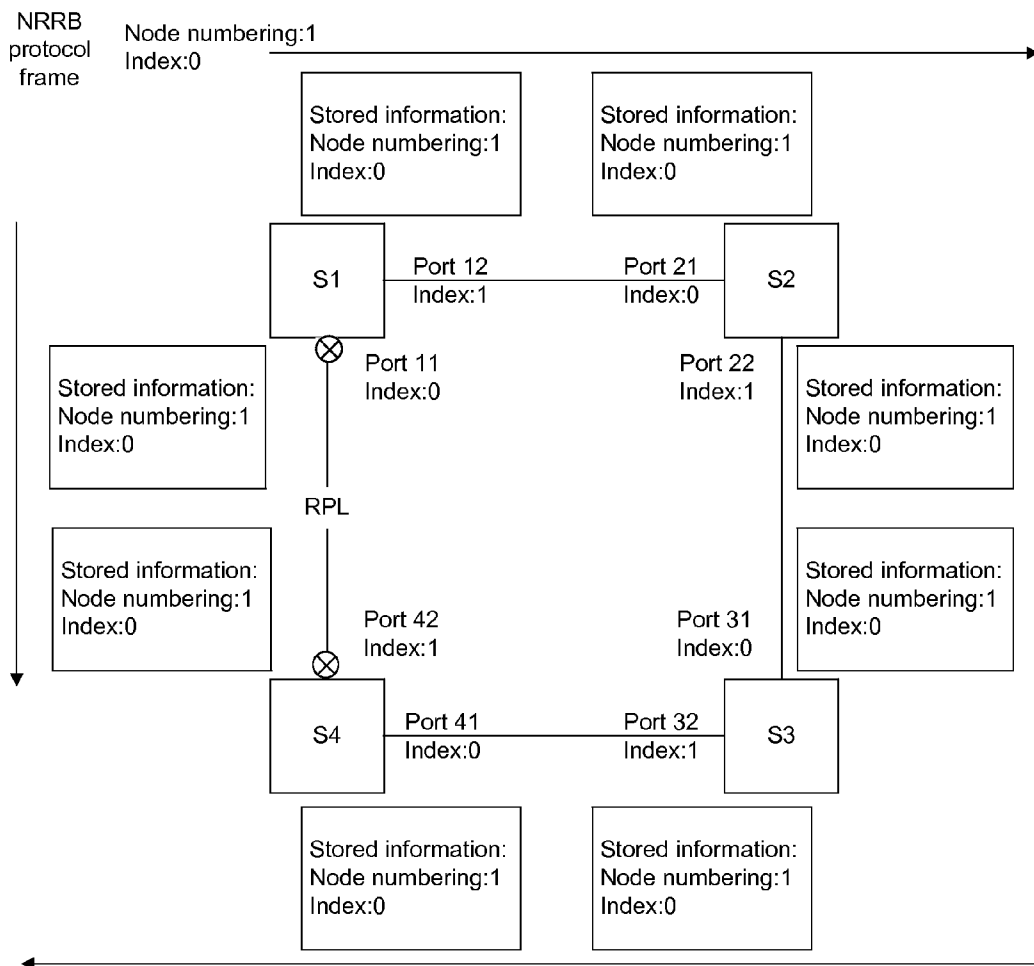 NRRB
protocol
frame
Node numbering:1
Index:0
Stored information:
Node numbering:1
Index:0
Stored information:
Node numbering:1
Index:0
S1
Port 12
Index:1
Port 21
Index:0
S2
Port 11
Index:0
Port 22
Index:1
Stored information:
Node numbering:1
Index:0
Stored information:
Node numbering:1
Index:0
RPL
Stored information:
Node numbering:1
Index:0
Stored information:
Node numbering:1
Index:0
Port 42
Index:1
Port 31
Index:0
S4
Port 41
Index:0
Port 32
Index:1
S3
Stored information:
Node numbering:1
Index:0
Stored information:
Node numbering:1
Index:0